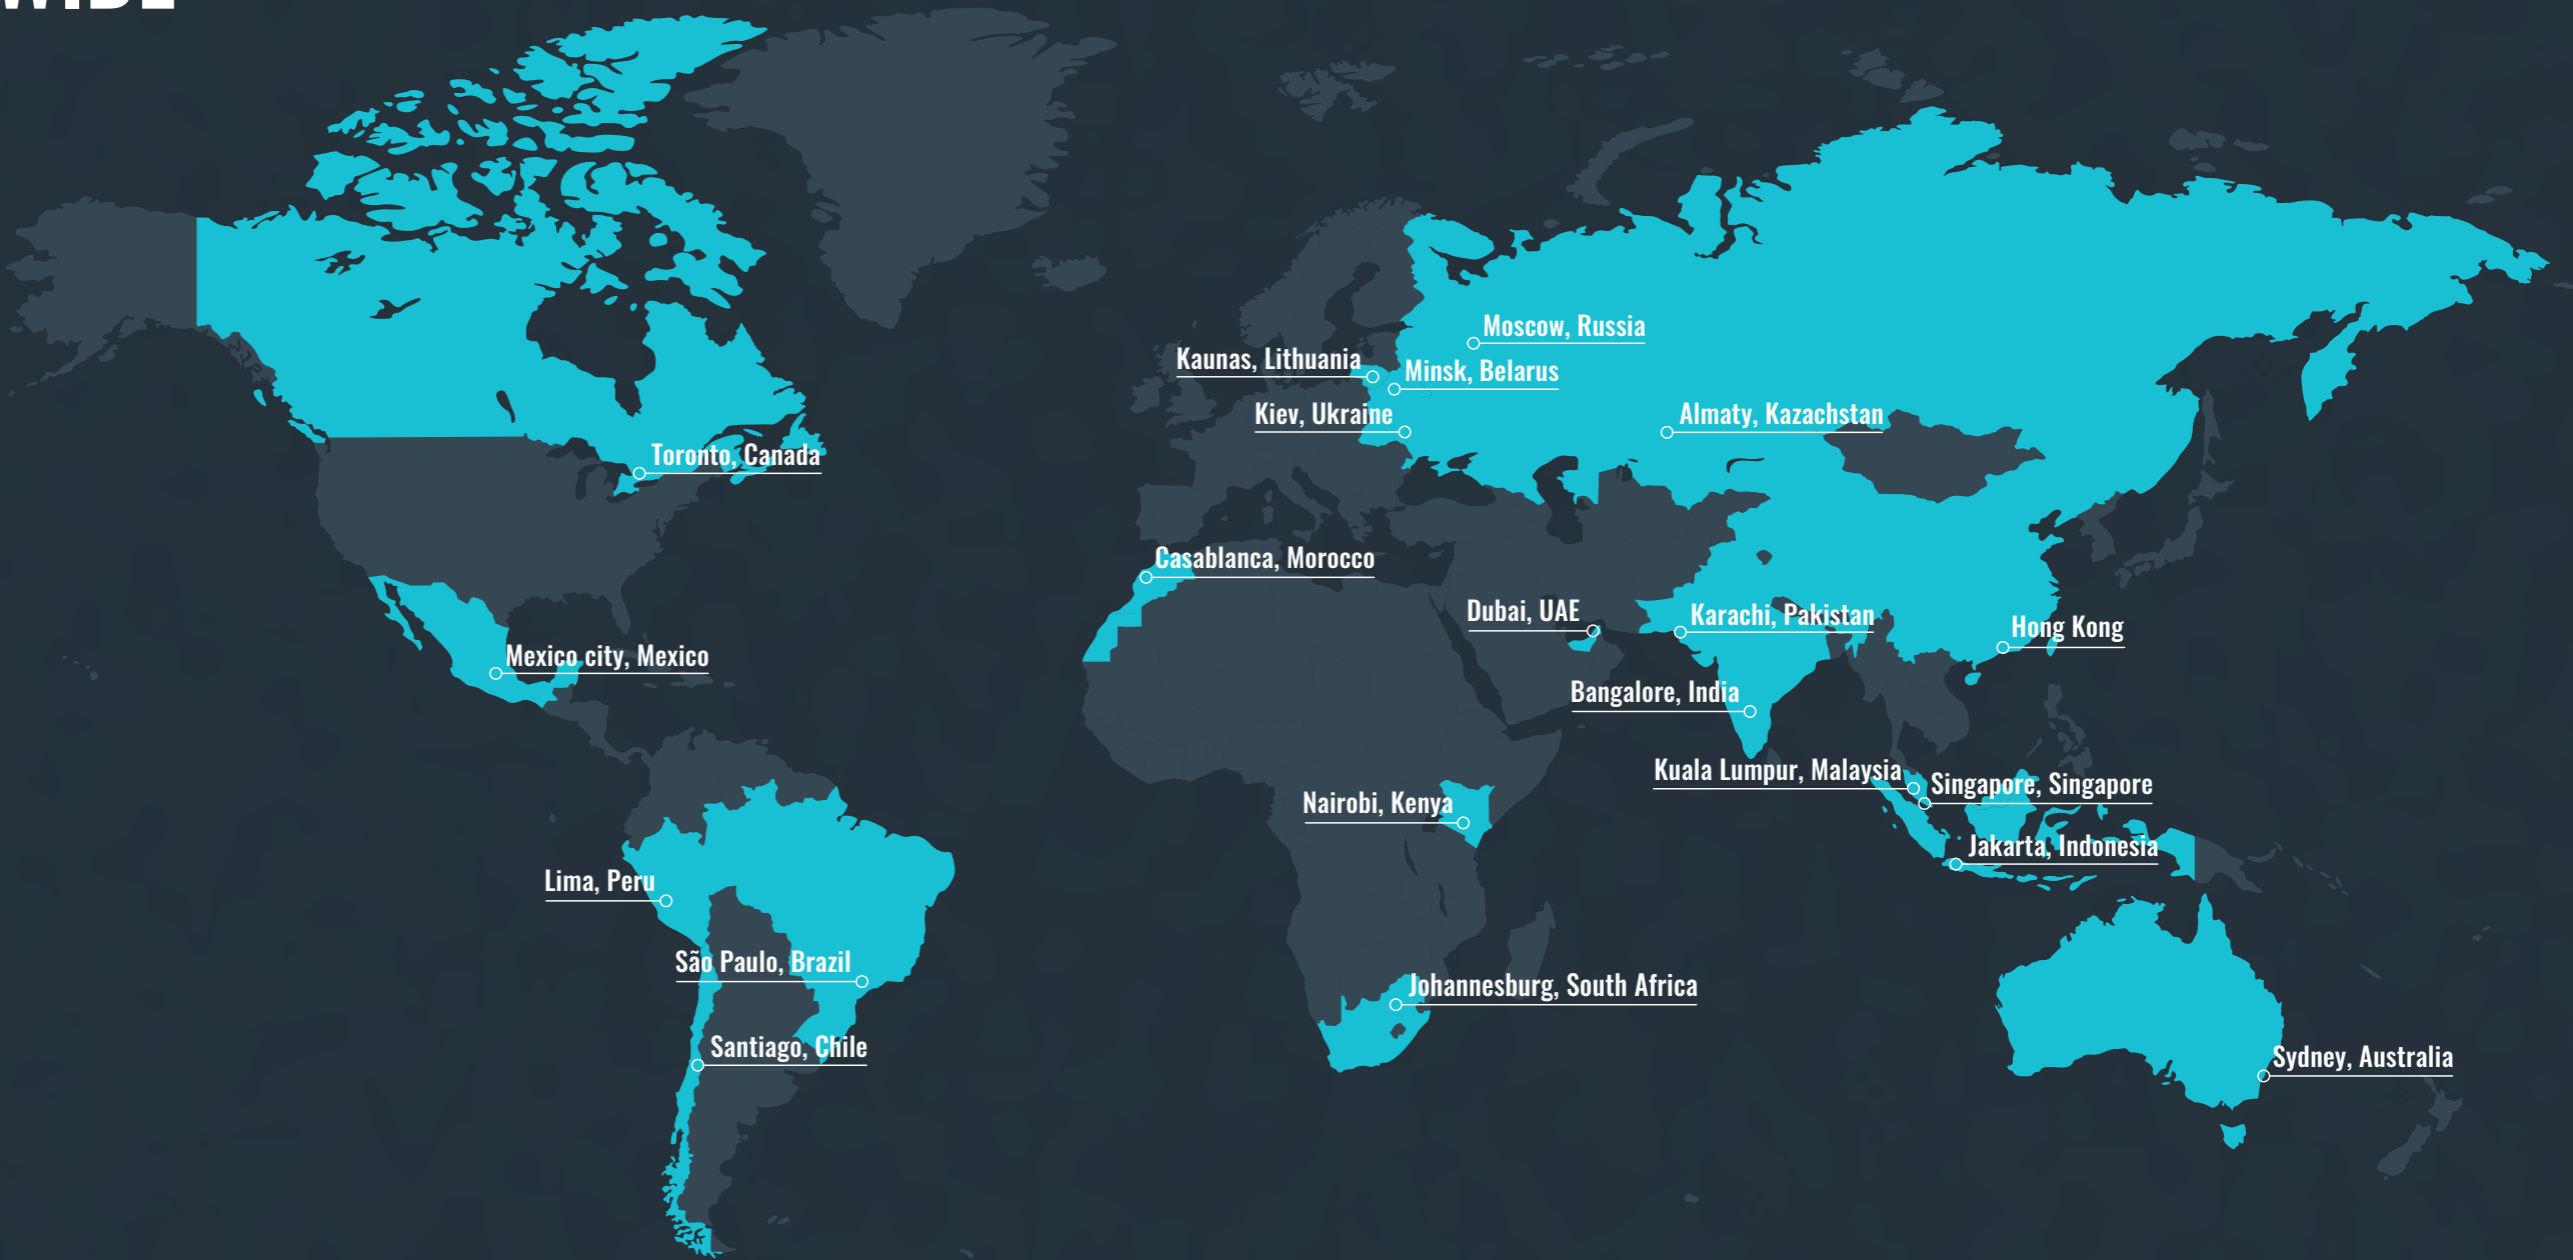 WIDE
Moscow, Russia
Kaunas, Lithuania
Minsk, Belarus
Kiev, Ukraine
Almaty, Kazachstan
Toronto, Canada
Casablanca, Morocco
Dubai, UAE
Karachi, Pakistan
Hong Kong
Mexico city, Mexico
Bangalore, India
Kuala Lumpur, Malaysia
Singapore, Singapore
Nairobi, Kenya
Jakarta, Indonesia
Lima, Peru
São Paulo, Brazil
Johannesburg, South Africa
Santiago, Chile
Sydney, Australia